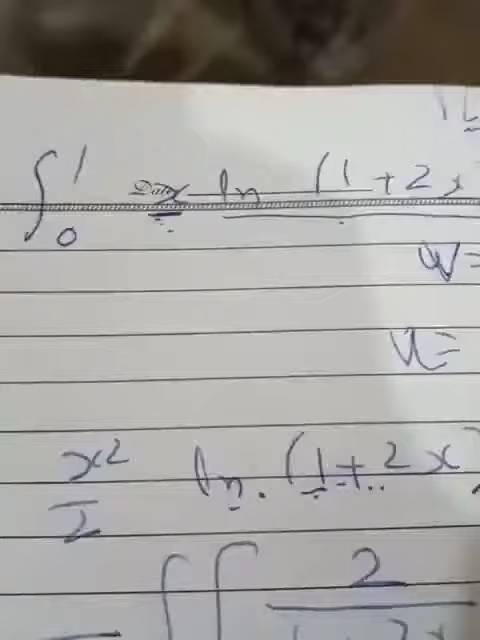 ∫₀¹ x ln (1 + 2x
u =
x²/2 ln. (1 + 2x)
∫∫ 2